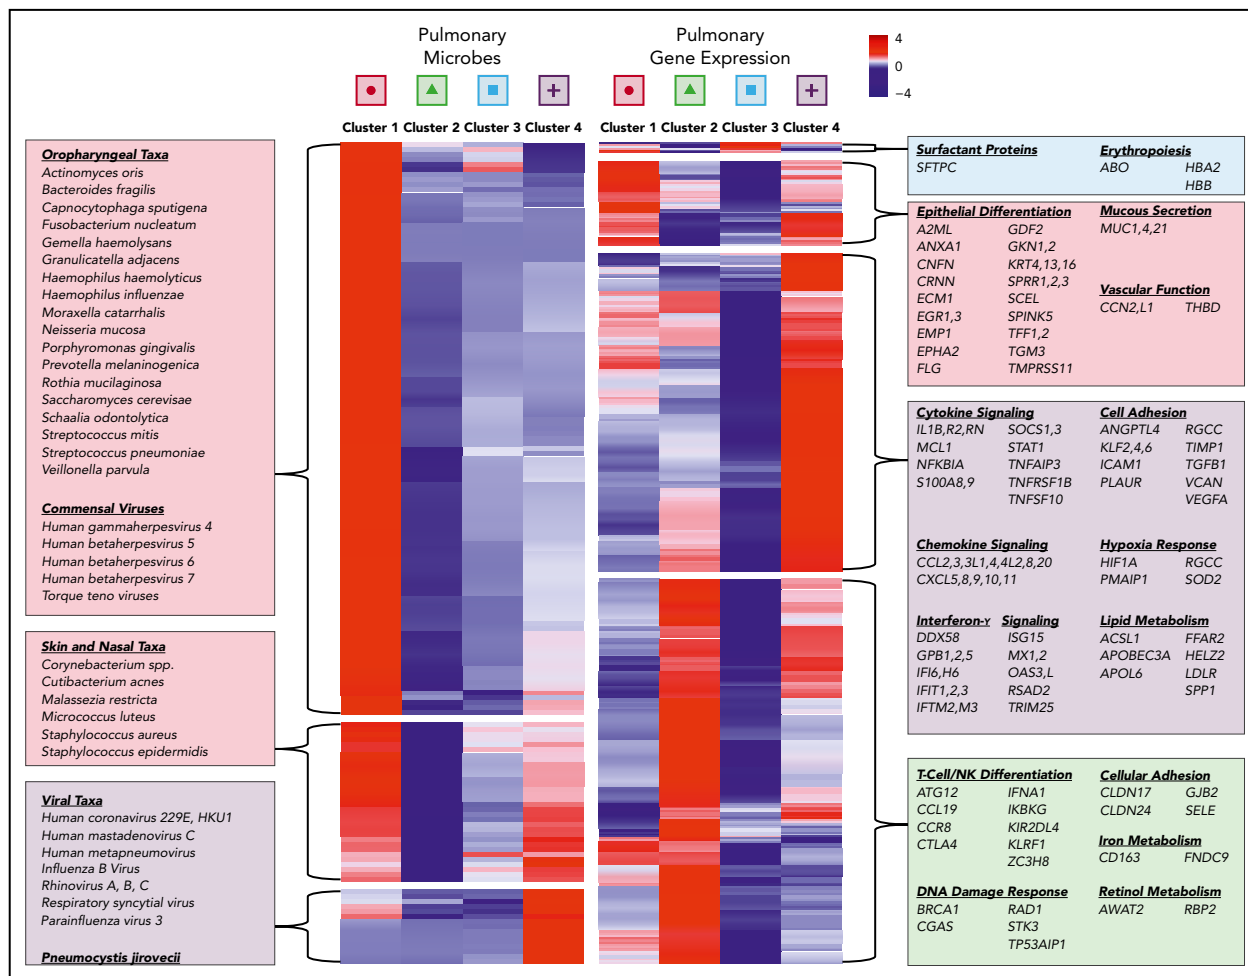 Pulmonary
Microbes
Pulmonary
Gene Expression
4
0
−4
Cluster 1 Cluster 2 Cluster 3 Cluster 4
Cluster 1 Cluster 2 Cluster 3 Cluster 4
Oropharyngeal Taxa
Actinomyces oris
Bacteroides fragilis
Capnocytophaga sputigena
Fusobacterium nucleatum
Gemella haemolysans
Granulicatella adjacens
Haemophilus haemolyticus
Haemophilus influenzae
Moraxella catarrhalis
Neisseria mucosa
Porphyromonas gingivalis
Prevotella melaninogenica
Rothia mucilaginosa
Saccharomyces cerevisae
Schaalia odontolytica
Streptococcus mitis
Streptococcus pneumoniae
Veillonella parvula
Commensal Viruses
Human gammaherpesvirus 4
Human betaherpesvirus 5
Human betaherpesvirus 6
Human betaherpesvirus 7
Torque teno viruses
Skin and Nasal Taxa
Corynebacterium spp.
Cutibacterium acnes
Malassezia restricta
Micrococcus luteus
Staphylococcus aureus
Staphylococcus epidermidis
Viral Taxa
Human coronavirus 229E, HKU1
Human mastadenovirus C
Human metapneumovirus
Influenza B Virus
Rhinovirus A, B, C
Respiratory syncytial virus
Parainfluenza virus 3
Pneumocystis jirovecii
Surfactant Proteins
SFTPC
Erythropoiesis
ABO HBA2
HBB
Epithelial Differentiation
A2ML GDF2
ANXA1 GKN1,2
CNFN KRT4,13,16
CRNN SPRR1,2,3
ECM1 SCEL
EGR1,3 SPINK5
EMP1 TFF1,2
EPHA2 TGM3
FLG TMPRSS11
Mucous Secretion
MUC1,4,21
Vascular Function
CCN2,L1 THBD
Cytokine Signaling
IL1B,R2,RN SOCS1,3
MCL1 STAT1
NFKBIA TNFAIP3
S100A8,9 TNFRSF1B
TNFSF10
Cell Adhesion
ANGPTL4 RGCC
KLF2,4,6 TIMP1
ICAM1 TGFB1
PLAUR VCAN
VEGFA
Chemokine Signaling
CCL2,3,3L1,4,4L2,8,20
CXCL5,8,9,10,11
Hypoxia Response
HIF1A RGCC
PMAIP1 SOD2
Interferon-γ Signaling
DDX58 ISG15
GPB1,2,5 MX1,2
IFI6,H6 OAS3,L
IFIT1,2,3 RSAD2
IFTM2,M3 TRIM25
Lipid Metabolism
ACSL1 FFAR2
APOBEC3A HELZ2
APOL6 LDLR
SPP1
T-Cell/NK Differentiation
ATG12 IFNA1
CCL19 IKBKG
CCR8 KIR2DL4
CTLA4 KLRF1
ZC3H8
Cellular Adhesion
CLDN17 GJB2
CLDN24 SELE
Iron Metabolism
CD163 FNDC9
DNA Damage Response
BRCA1 RAD1
CGAS STK3
TP53AIP1
Retinol Metabolism
AWAT2 RBP2